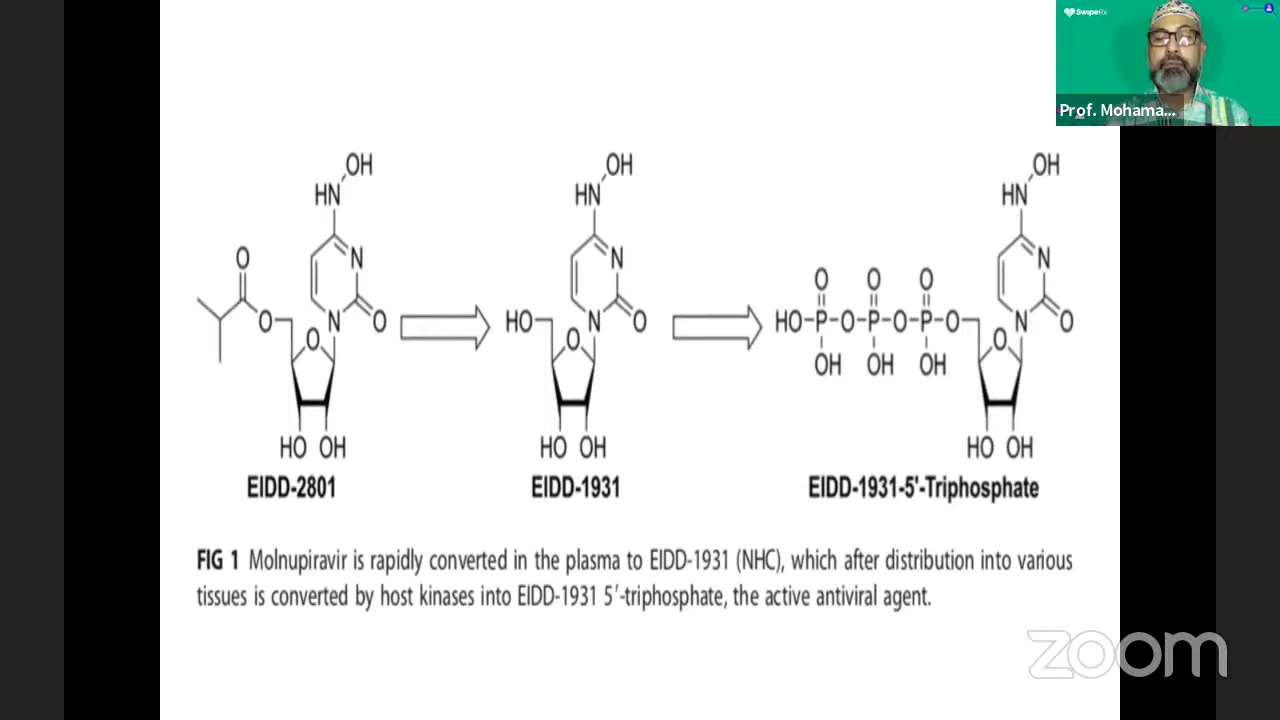 SwipeRx
Prof. Mohama...
OH
HN
N
O
O
N
O
O
HO OH
EIDD-2801
OH
HN
N
HO
N
O
O
HO OH
EIDD-1931
OH
HN
N
O O O
HO-P-O-P-O-P-O
N
O
O
OH OH OH
HO OH
EIDD-1931-5'-Triphosphate
FIG 1 Molnupiravir is rapidly converted in the plasma to EIDD-1931 (NHC), which after distribution into various
tissues is converted by host kinases into EIDD-1931 5′-triphosphate, the active antiviral agent.
zoom